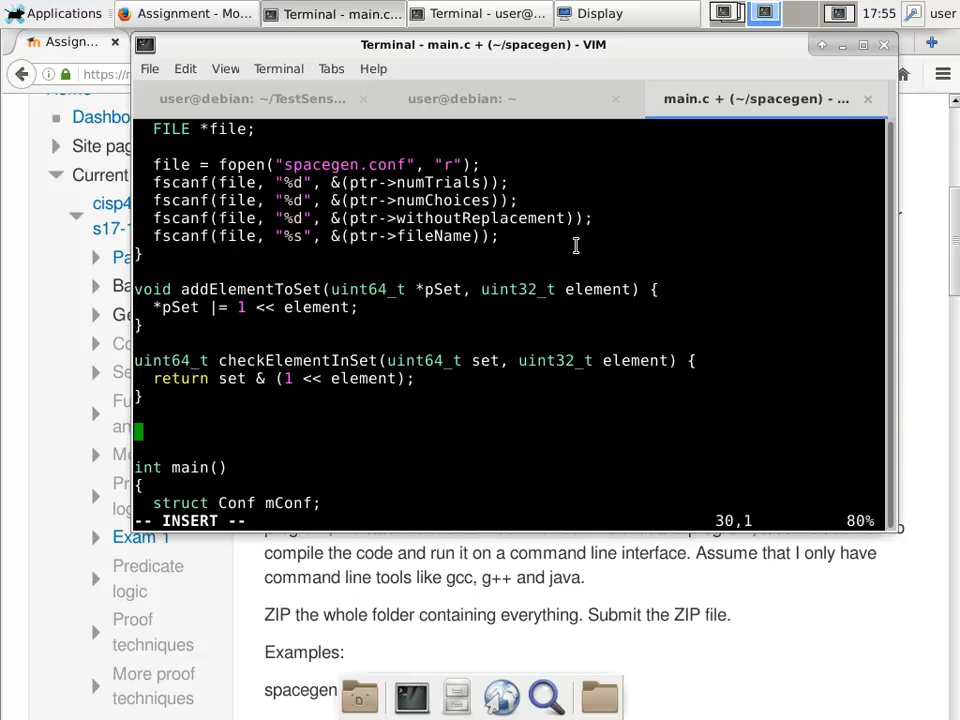 Applications
Assignment - Mo...
Terminal - main.c...
Terminal - user@...
Display
17:55
user
Assign...
https://
Terminal - main.c + (~/spacegen) - VIM
File Edit View Terminal Tabs Help
user@debian: ~/TestSens...
user@debian: ~
main.c + (~/spacegen) - ...
Dashbo
Site pag
Current
cisp4
s17-1
Pa
Ba
Ge
Co
Se
Fu
an
Mo
Pr
log
Exam 1
Predicate
logic
Proof
techniques
More proof
techniques
FILE *file;
file = fopen("spacegen.conf", "r");
fscanf(file, "%d", &(ptr->numTrials));
fscanf(file, "%d", &(ptr->numChoices));
fscanf(file, "%d", &(ptr->withoutReplacement));
fscanf(file, "%s", &(ptr->fileName));
}
void addElementToSet(uint64_t *pSet, uint32_t element) {
*pSet |= 1 << element;
}
uint64_t checkElementInSet(uint64_t set, uint32_t element) {
return set & (1 << element);
}
int main()
{
struct Conf mConf;
-- INSERT -- 30,1 80%
compile the code and run it on a command line interface. Assume that I only have
command line tools like gcc, g++ and java.
ZIP the whole folder containing everything. Submit the ZIP file.
Examples:
spacegen